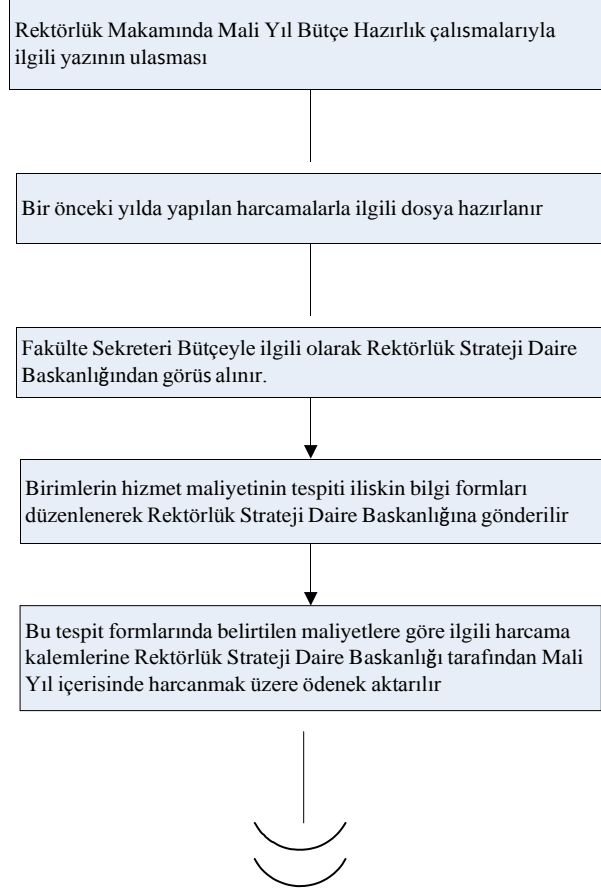 Rektörlük Makamında Mali Yıl Bütçe Hazırlık çalısmalarıyla
ilgili yazının ulasması
Bir önceki yılda yapılan harcamalarla ilgili dosya hazırlanır
Fakülte Sekreteri Bütçeyle ilgili olarak Rektörlük Strateji Daire
Baskanlığından görüs alınır.
Birimlerin hizmet maliyetinin tespiti iliskin bilgi formları
düzenlenerek Rektörlük Strateji Daire Baskanlığına gönderilir
Bu tespit formlarında belirtilen maliyetlere göre ilgili harcama
kalemlerine Rektörlük Strateji Daire Baskanlığı tarafından Mali
Yıl içerisinde harcanmak üzere ödenek aktarılır